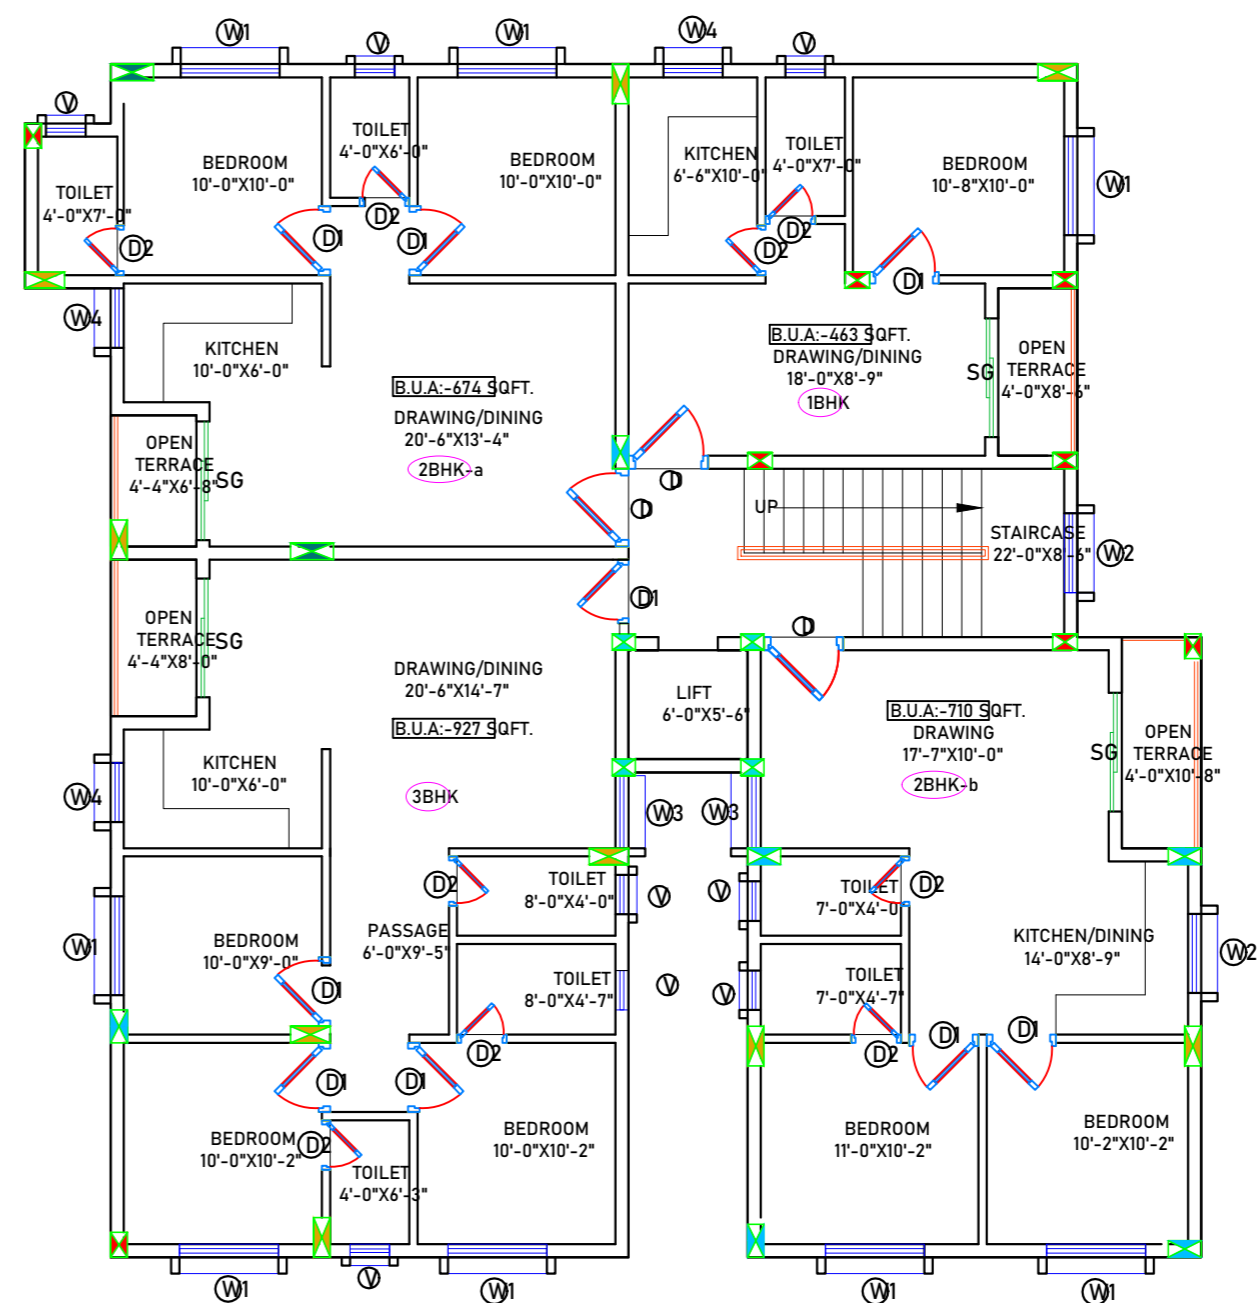 W1
V
W1
W4
V
V
TOILET
4'-0"X7'-0"
D2
BEDROOM
10'-0"X10'-0"
D1
TOILET
4'-0"X6'-0"
D2
D1
BEDROOM
10'-0"X10'-0"
KITCHEN
6'-6"X10'-0"
D2
TOILET
4'-0"X7'-0"
D2
BEDROOM
10'-8"X10'-0"
W1
D1
W4
KITCHEN
10'-0"X6'-0"
B.U.A:-674 SQFT.
DRAWING/DINING
20'-6"X13'-4"
2BHK-a
B.U.A:-463 SQFT.
DRAWING/DINING
18'-0"X8'-9"
1BHK
SG
OPEN
TERRACE
4'-0"X8'-6"
OPEN
TERRACE
4'-4"X6'-8"
SG
D
D
UP
STAIRCASE
22'-0"X8'-6"
W2
OPEN
TERRACE
4'-4"X8'-0"
SG
D1
D
DRAWING/DINING
20'-6"X14'-7"
B.U.A:-927 SQFT.
3BHK
LIFT
6'-0"X5'-6"
B.U.A:-710 SQFT.
DRAWING
17'-7"X10'-0"
2BHK-b
SG
OPEN
TERRACE
4'-0"X10'-8"
W4
KITCHEN
10'-0"X6'-0"
W3
W3
W1
BEDROOM
10'-0"X9'-0"
D1
PASSAGE
6'-0"X9'-5"
D2
TOILET
8'-0"X4'-0"
V
V
TOILET
7'-0"X4'-0
D2
TOILET
8'-0"X4'-7"
V
V
TOILET
7'-0"X4'-7"
KITCHEN/DINING
14'-0"X8'-9"
W2
D2
D2
D1
D1
D1
D1
BEDROOM
10'-0"X10'-2"
D2
TOILET
4'-0"X6'-3"
BEDROOM
10'-0"X10'-2"
BEDROOM
11'-0"X10'-2"
BEDROOM
10'-2"X10'-2"
W1
V
W1
W1
W1